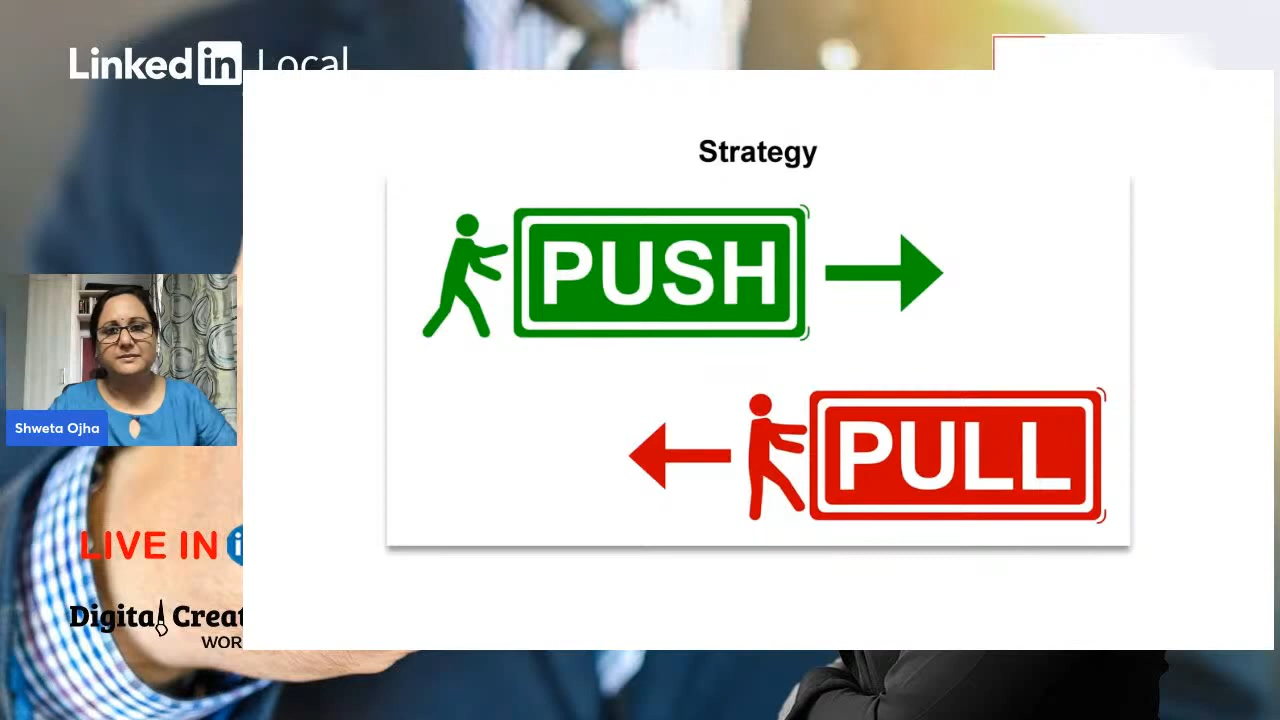 Linked in Local
Strategy
PUSH
PULL
Shweta Ojha
LIVE IN
Digital Creat
WOR